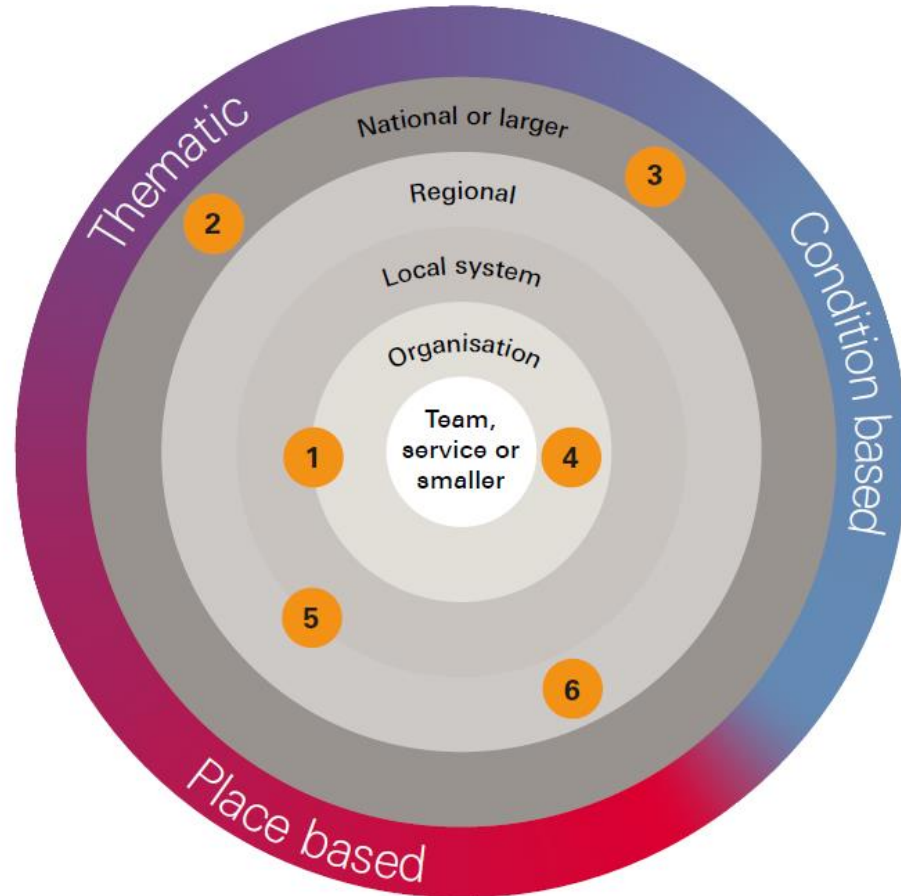 Thematic
Condition based
Place based
National or larger
Regional
Local system
Organisation
Team,
service or
smaller
2
3
1
4
5
6